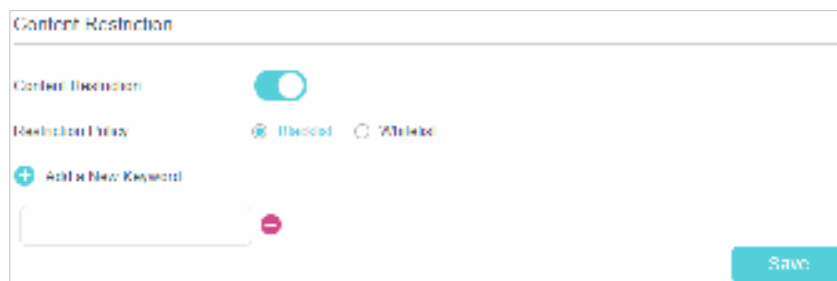 Content Restriction
Content Restriction
Restriction Policy Blacklist Whitelist
Add a New Keyword
Save